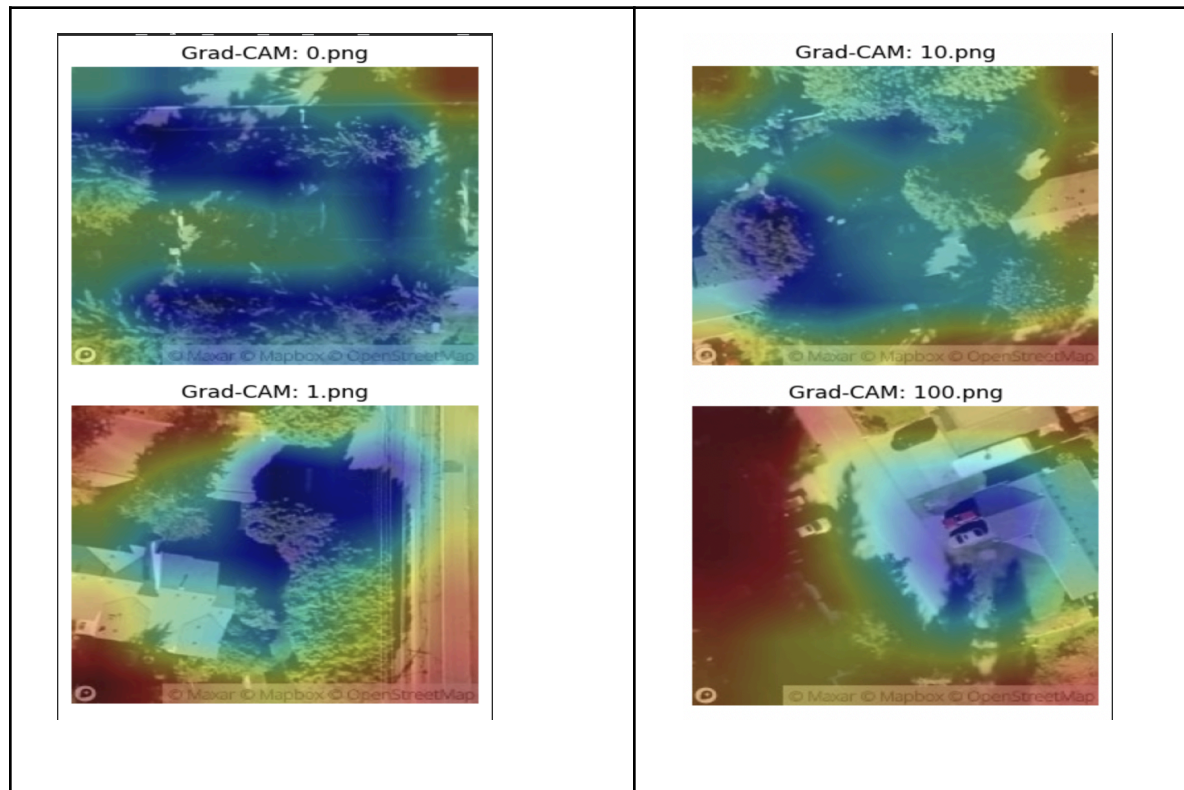 Grad-CAM: 0.png
© Maxar © Mapbox © OpenStreetMap
Grad-CAM: 1.png
© Maxar © Mapbox © OpenStreetMap
Grad-CAM: 10.png
© Maxar © Mapbox © OpenStreetMap
Grad-CAM: 100.png
© Maxar © Mapbox © OpenStreetMap